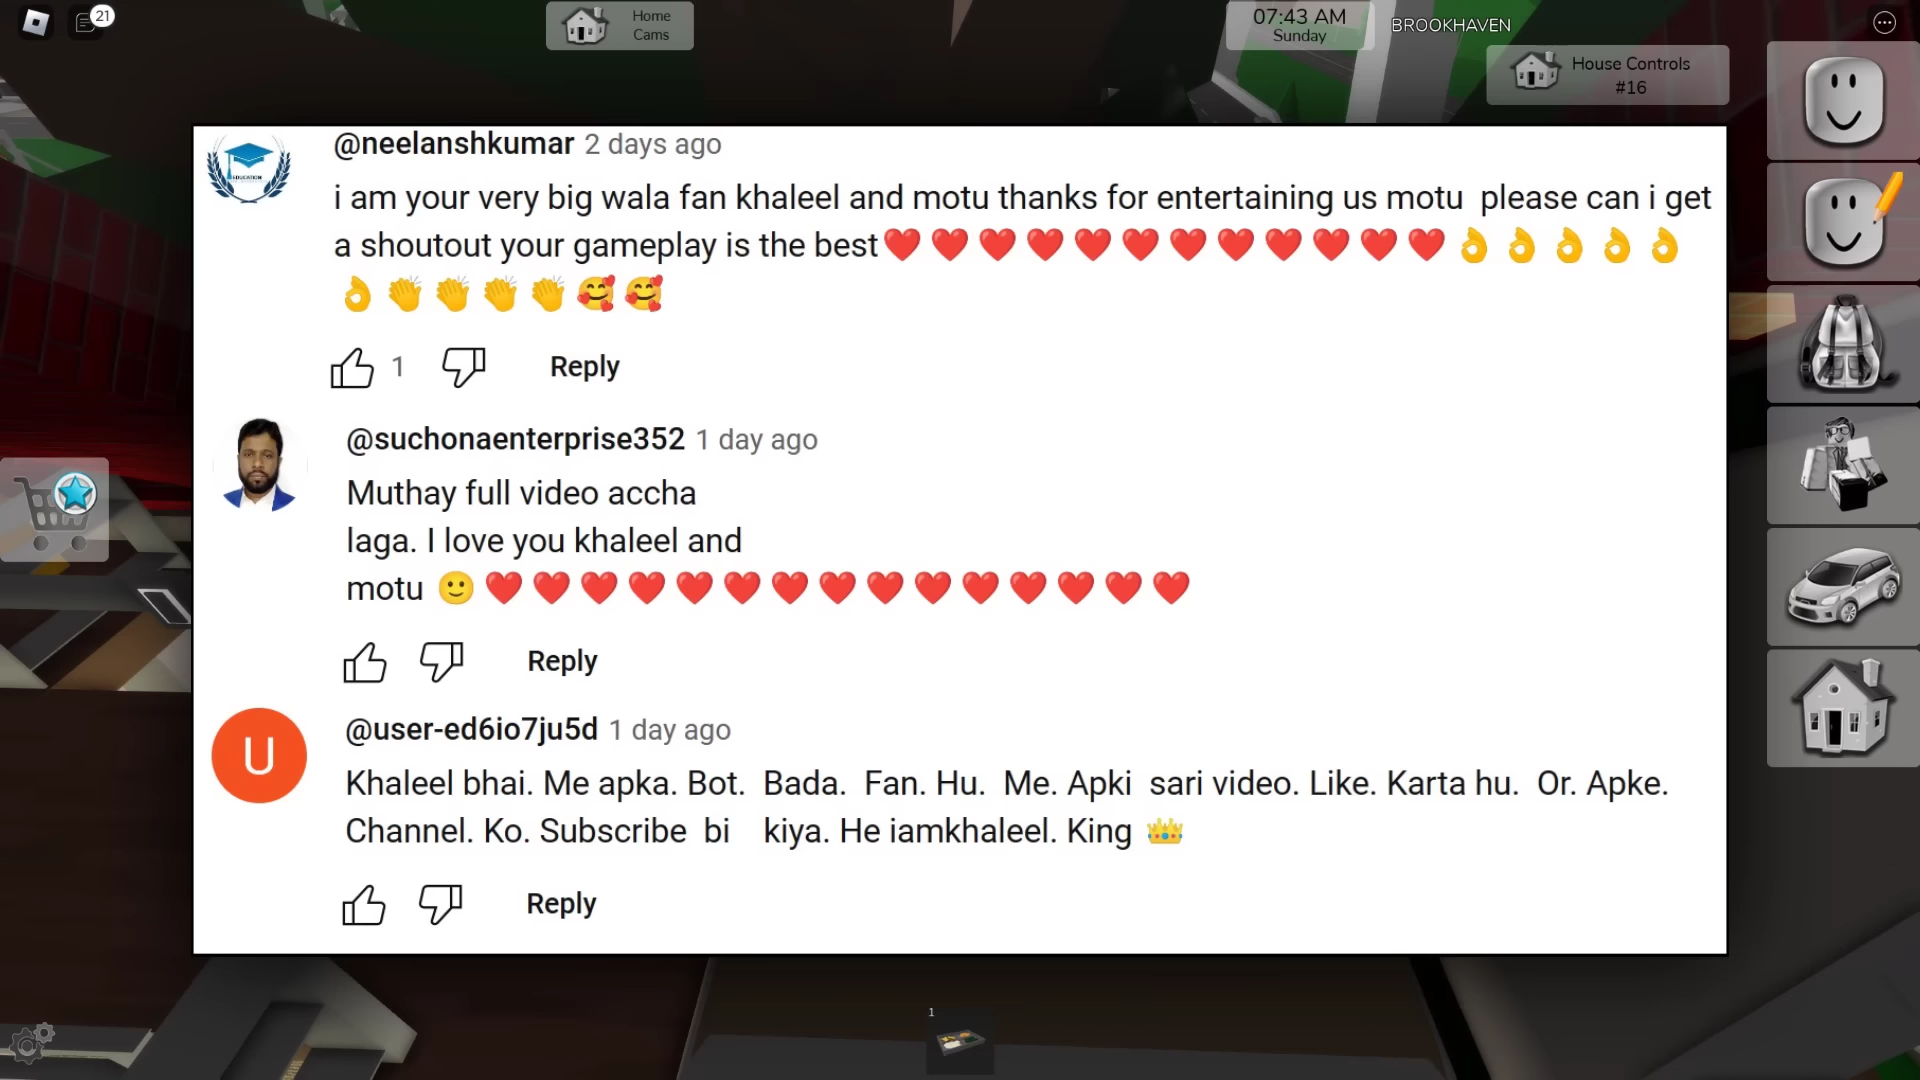 21
Home
Cams
07:43 AM
Sunday
BROOKHAVEN
House Controls
#16
@neelanshkumar 2 days ago
EDUCATION
i am your very big wala fan khaleel and motu thanks for entertaining us motu please can i get
a shoutout your gameplay is the best❤️❤️❤️❤️❤️❤️❤️❤️❤️❤️❤️❤️👌👌👌👌👌
👌👏👏👏👏🥰🥰
1
Reply
@suchonaenterprise352 1 day ago
Muthay full video accha
laga. I love you khaleel and
motu 🙂❤️❤️❤️❤️❤️❤️❤️❤️❤️❤️❤️❤️❤️❤️❤️
Reply
U
@user-ed6io7ju5d 1 day ago
Khaleel bhai. Me apka. Bot. Bada. Fan. Hu. Me. Apki sari video. Like. Karta hu. Or. Apke.
Channel. Ko. Subscribe bi kiya. He iamkhaleel. King 👑
Reply
1